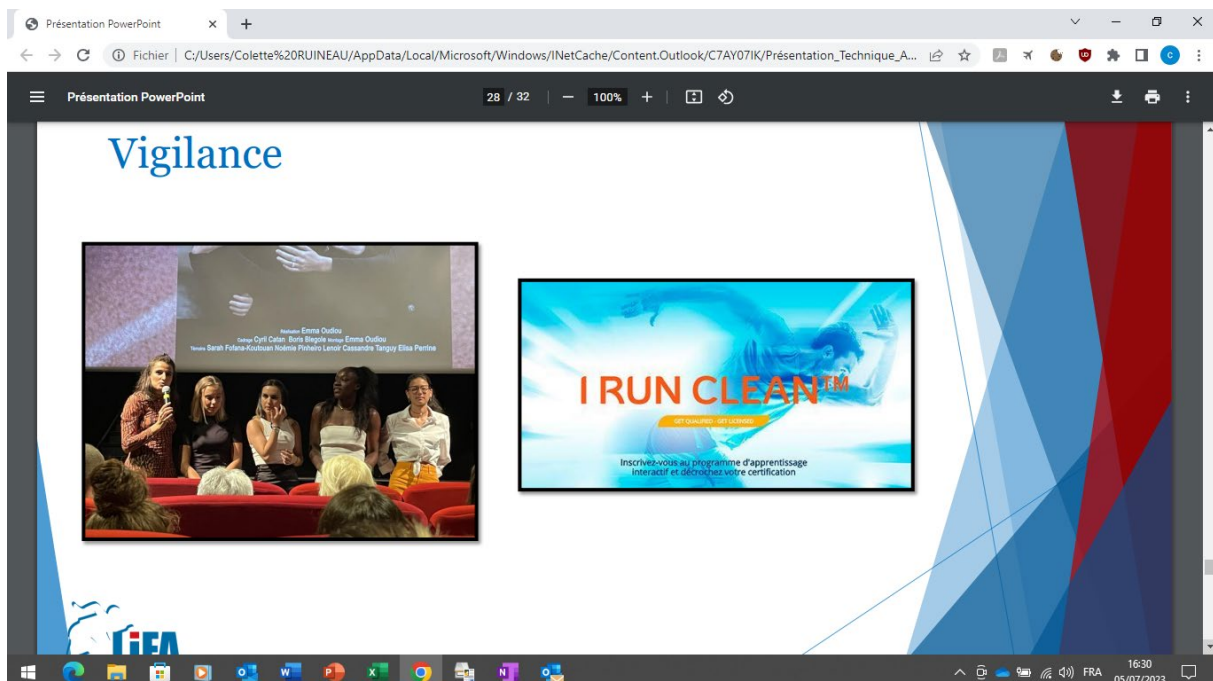 Présentation PowerPoint
Fichier
C:/Users/Colette%20RUINEAU/AppData/Local/Microsoft/Windows/INetCache/Content.Outlook/C7AY07IK/Présentation_Technique_A...
Présentation PowerPoint
28 / 32
100%
Vigilance
Réalisation Emma Oudiou
Cadrage Cyril Catan Boris Blegole Montage Emma Oudiou
Témoins Sarah Fofana-Koutouan Noémie Pinheiro Lenoir Cassandre Tanguy Elisa Perrine
I RUN CLEAN™
GET QUALIFIED - GET LICENSED
Inscrivez-vous au programme d'apprentissage
interactif et décrochez votre certification
LiFA
FRA
16:30
05/07/2023